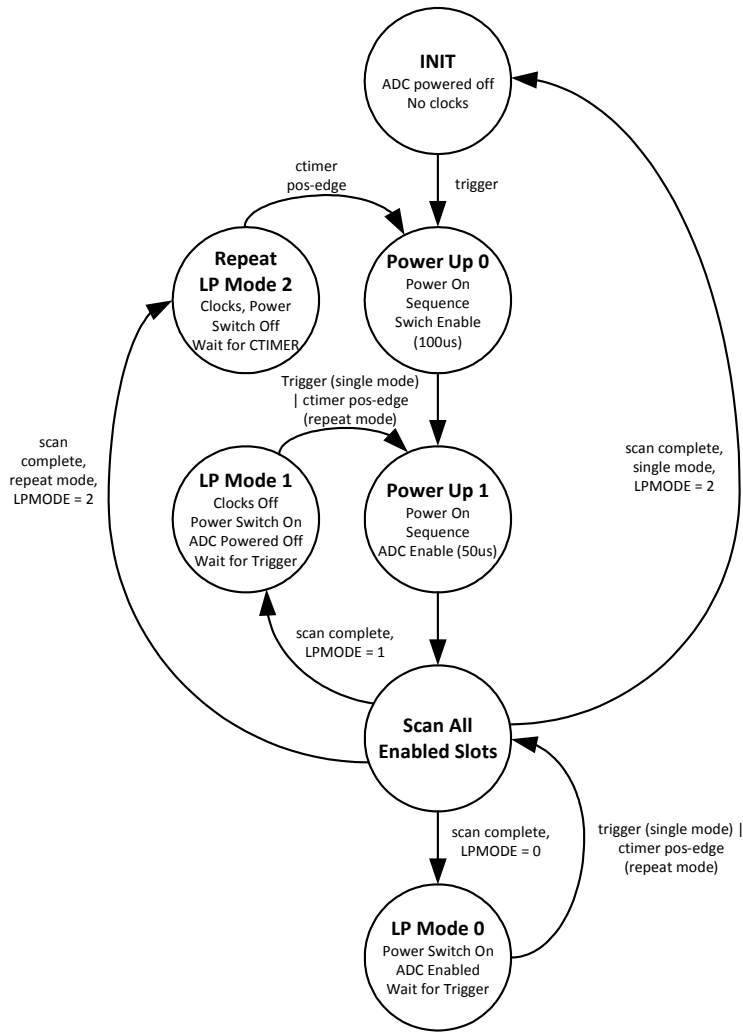 INIT
ADC powered off
No clocks
ctimer
pos-edge
trigger
Repeat
LP Mode 2
Clocks, Power
Switch Off
Wait for CTIMER
Power Up 0
Power On
Sequence
Swich Enable
(100us)
Trigger (single mode)
| ctimer pos-edge
(repeat mode)
scan
complete,
repeat mode,
LPMODE = 2
LP Mode 1
Clocks Off
Power Switch On
ADC Powered Off
Wait for Trigger
Power Up 1
Power On
Sequence
ADC Enable (50us)
scan complete,
single mode,
LPMODE = 2
scan complete,
LPMODE = 1
Scan All
Enabled Slots
scan complete,
LPMODE = 0
trigger (single mode) |
ctimer pos-edge
(repeat mode)
LP Mode 0
Power Switch On
ADC Enabled
Wait for Trigger